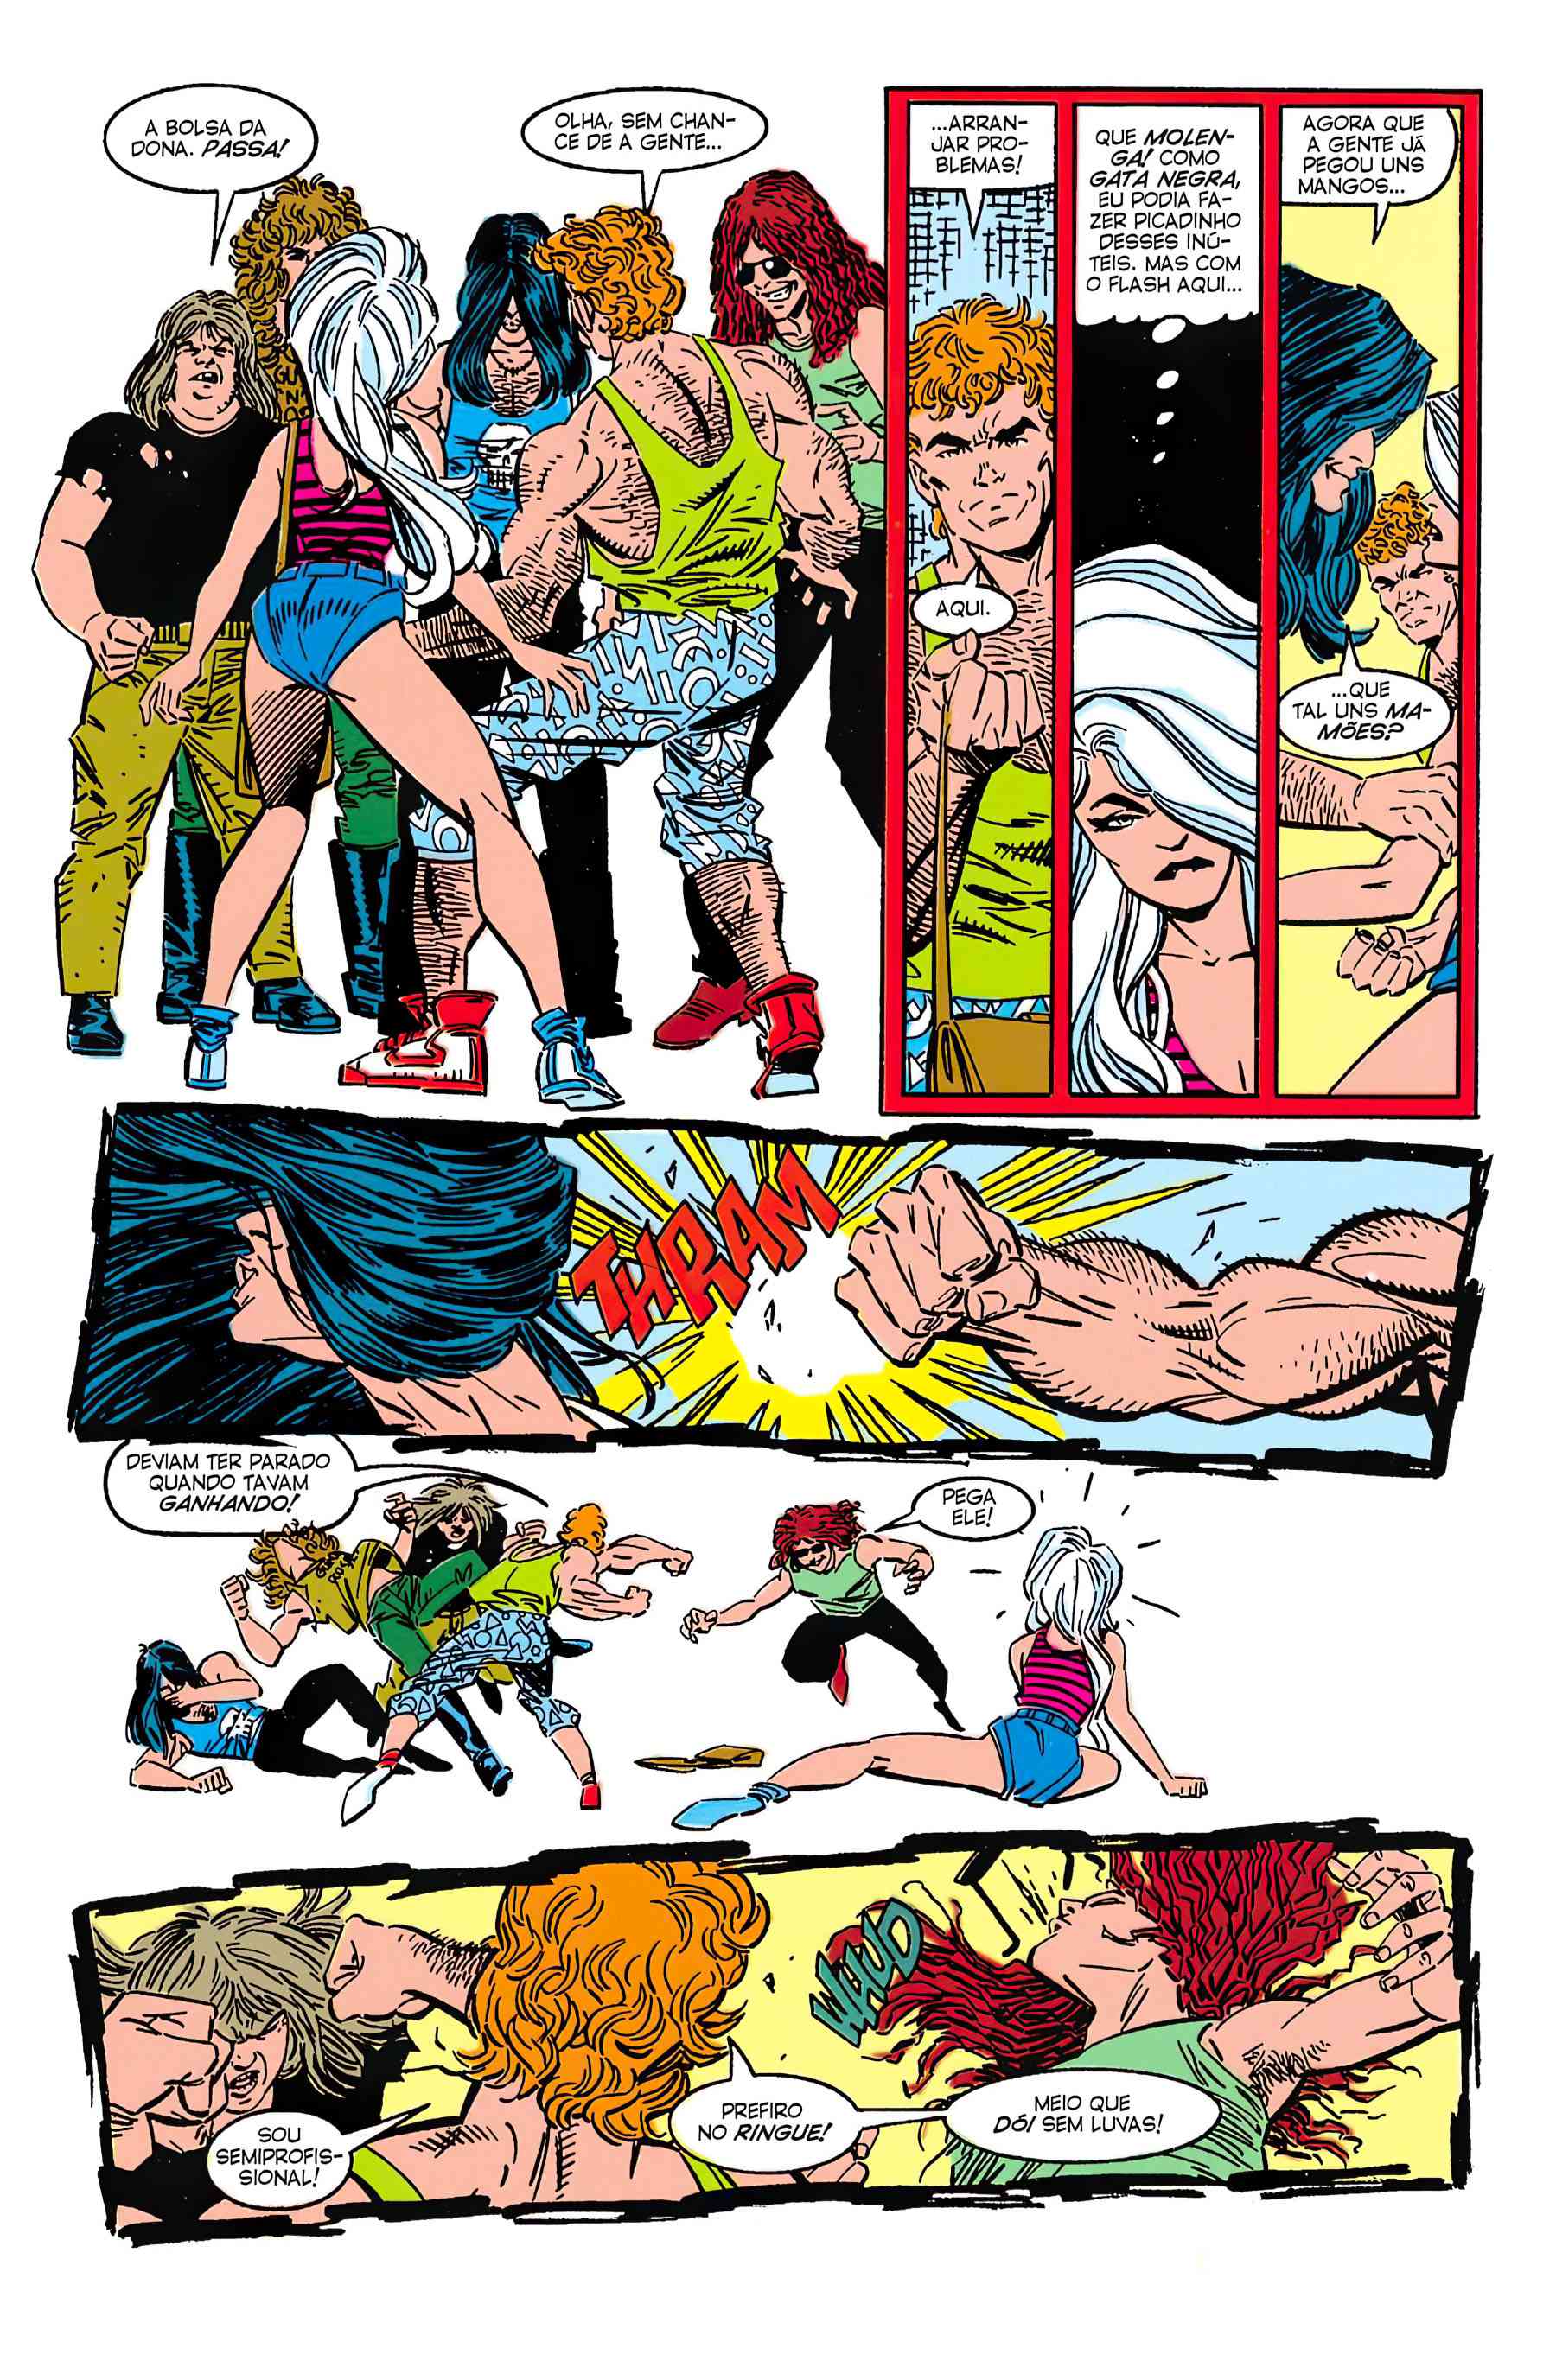 A BOLSA DA
DONA. PASSA!
OLHA, SEM CHAN-
CE DE A GENTE...
...ARRAN-
JAR PRO-
BLEMAS!
AQUI.
QUE MOLEN-
GA! COMO
GATA NEGRA,
EU PODIA FA-
ZER PICADINHO
DESSES INÚ-
TEIS. MAS COM
O FLASH AQUI...
AGORA QUE
A GENTE JÁ
PEGOU UNS
MANGOS...
...QUE
TAL UNS MA-
MÕES?
THRAM
DEVIAM TER PARADO
QUANDO TAVAM
GANHANDO!
PEGA
ELE!
SOU
SEMIPROFIS-
SIONAL!
PREFIRO
NO RINGUE!
WAUD
MEIO QUE
DÓI SEM LUVAS!